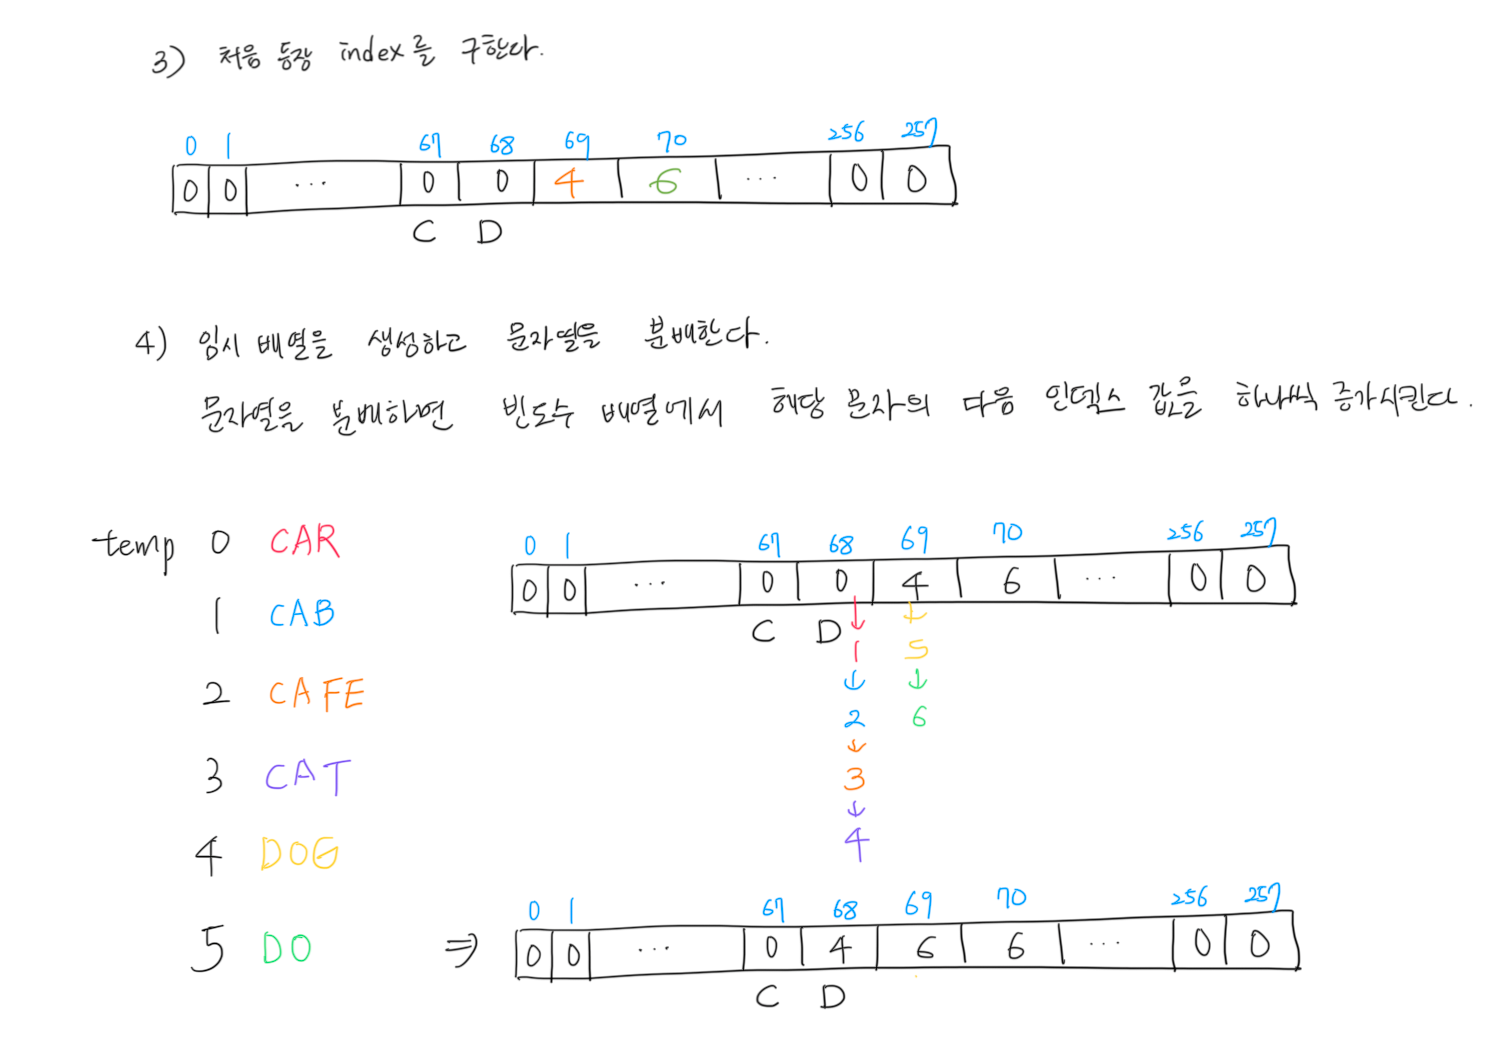 3) 처음 등장 index를 구한다.
0 1 67 68 69 70 256 257
0 0 ... 0 0 4 6 ... 0 0
C D
4) 임시 배열을 생성하고 문자열을 분배한다.
문자열을 분배하면 빈도수 배열에서 해당 문자의 다음 인덱스 값을 하나씩 증가시킨다.
temp 0 CAR
1 CAB
2 CAFE
3 CAT
4 DOG
5 DO
0 1 67 68 69 70 256 257
0 0 ... 0 0 4 6 ... 0 0
C D
↓ ↓
1 5
↓ ↓
2 6
↓
3
↓
4
0 1 67 68 69 70 256 257
⇒ 0 0 ... 0 4 6 6 ... 0 0
C D